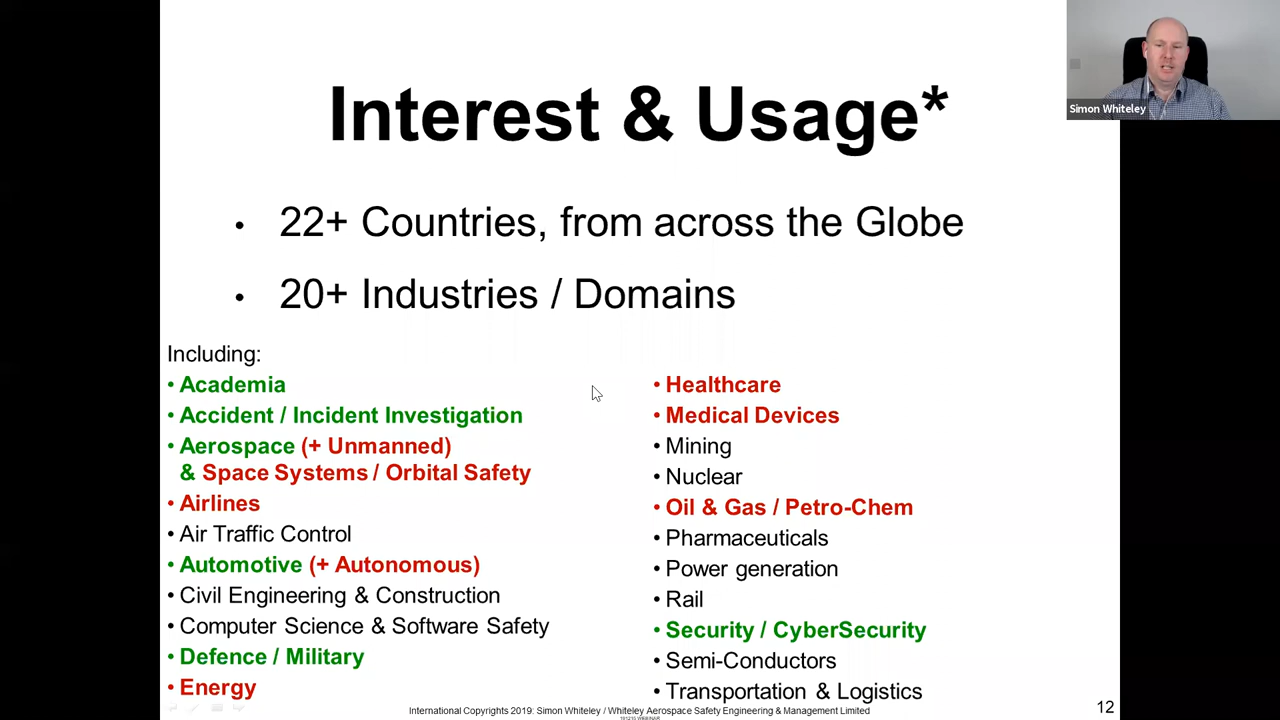 Interest & Usage*
Simon Whiteley
• 22+ Countries, from across the Globe
• 20+ Industries / Domains
Including:
• Academia
• Accident / Incident Investigation
• Aerospace (+ Unmanned)
& Space Systems / Orbital Safety
• Airlines
• Air Traffic Control
• Automotive (+ Autonomous)
• Civil Engineering & Construction
• Computer Science & Software Safety
• Defence / Military
• Energy
• Healthcare
• Medical Devices
• Mining
• Nuclear
• Oil & Gas / Petro-Chem
• Pharmaceuticals
• Power generation
• Rail
• Security / CyberSecurity
• Semi-Conductors
• Transportation & Logistics
International Copyrights 2019: Simon Whiteley / Whiteley Aerospace Safety Engineering & Management Limited
12